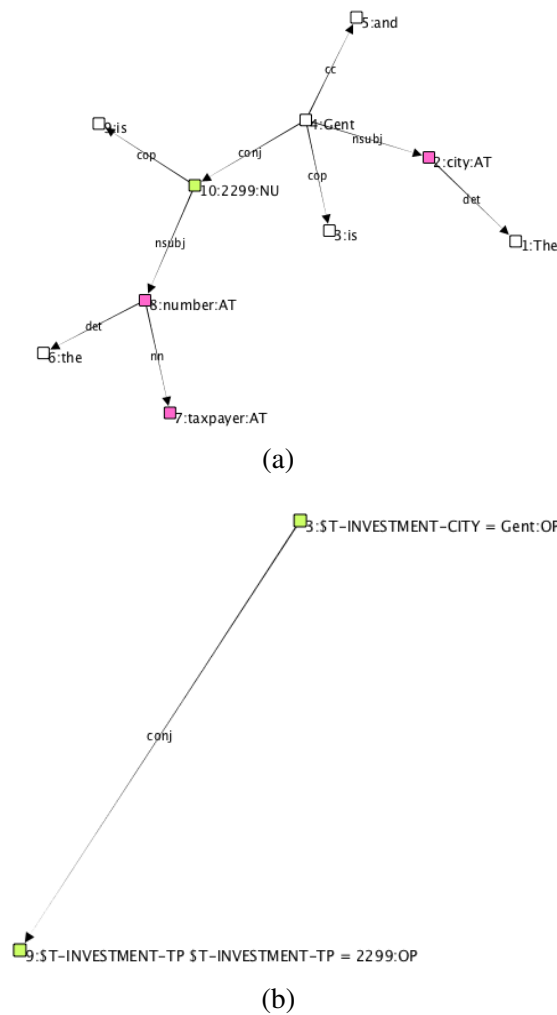 5:and
cc
9:is
4:Gent
nsubj
conj
cop
2:city:AT
cop
10:2299:NU
det
3:is
1:The
nsubj
8:number:AT
det
6:the
nn
7:taxpayer:AT
(a)
3:$T-INVESTMENT-CITY = Gent:OP
conj
9:$T-INVESTMENT-TP $T-INVESTMENT-TP = 2299:OP
(b)